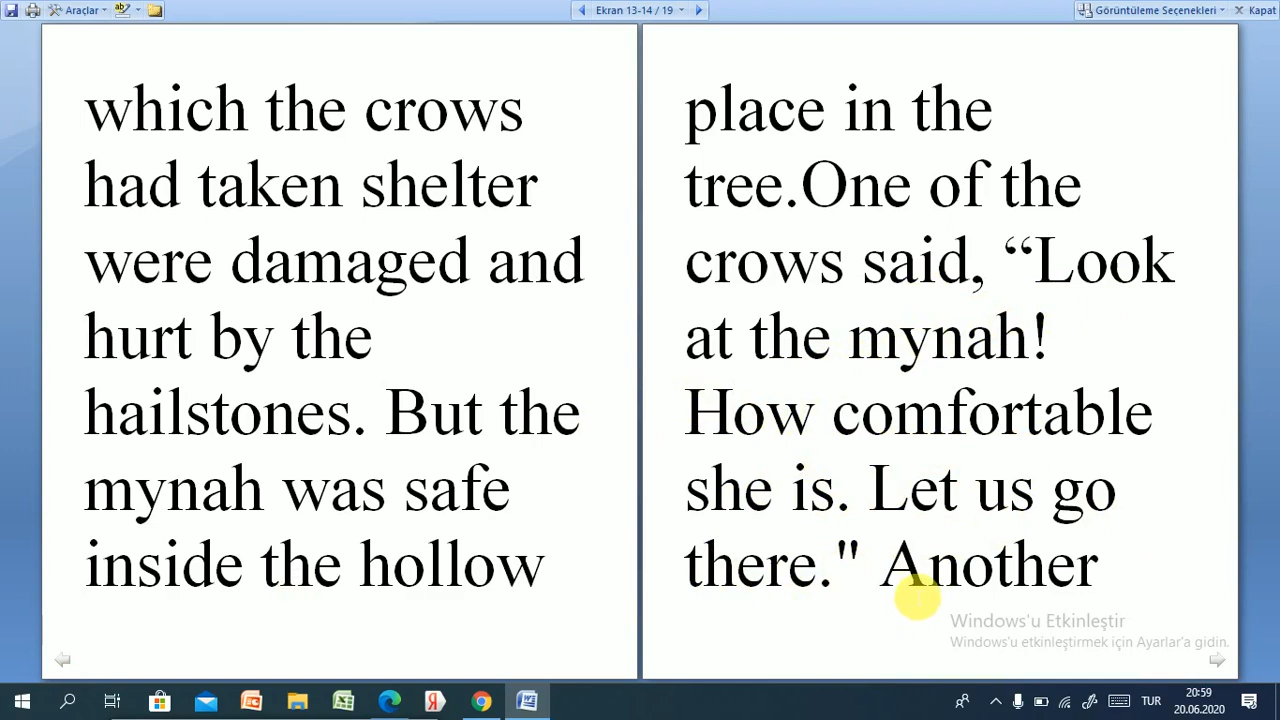 Araçlar
Ekran 13-14 / 19
Görüntüleme Seçenekleri
Kapat
which the crows
had taken shelter
were damaged and
hurt by the
hailstones. But the
mynah was safe
inside the hollow
place in the
tree.One of the
crows said, “Look
at the mynah!
How comfortable
she is. Let us go
there." Another
Windows'u Etkinleştir
Windows'u etkinleştirmek için Ayarlar'a gidin.
TUR
20:59
20.06.2020